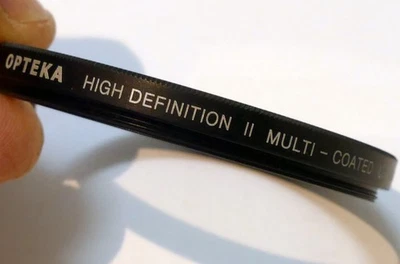 OPTEKA HIGH DEFINITION II MULTI - COATED